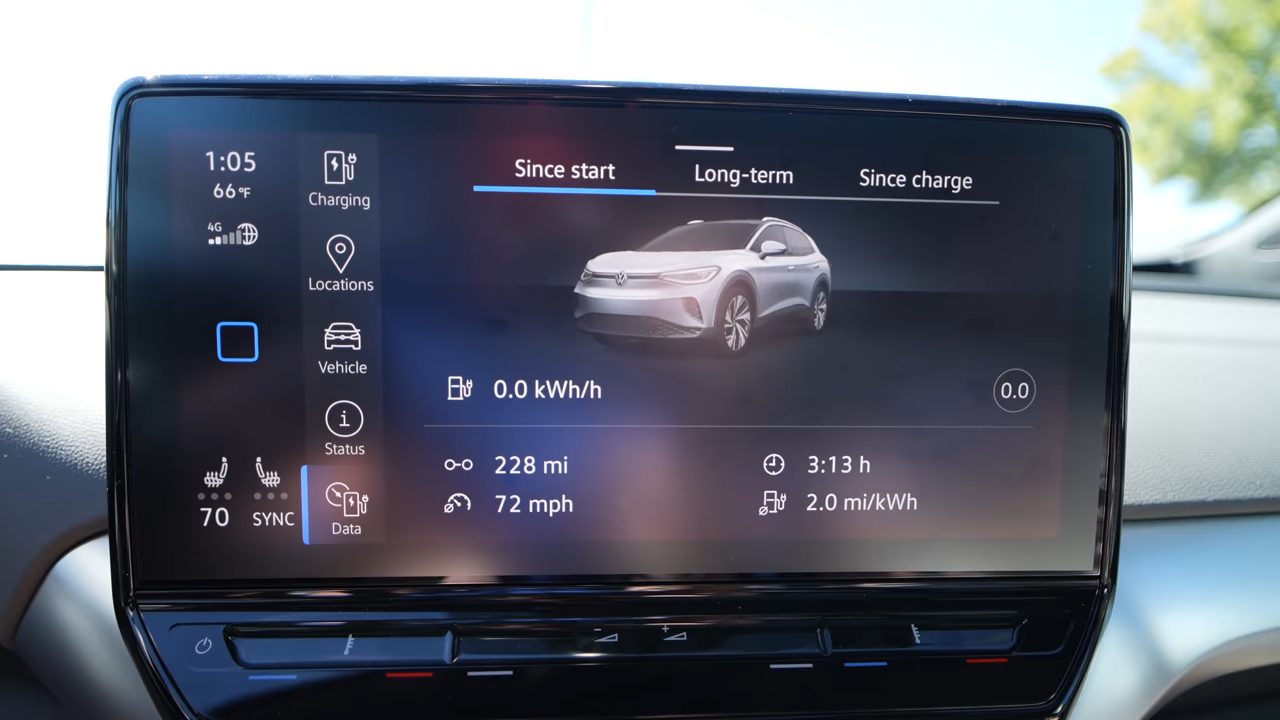 1:05
66°F
4G
Charging
Locations
Vehicle
Status
Data
70
SYNC
Since start
Long-term
Since charge
0.0 kWh/h
0.0
228 mi
3:13 h
72 mph
2.0 mi/kWh